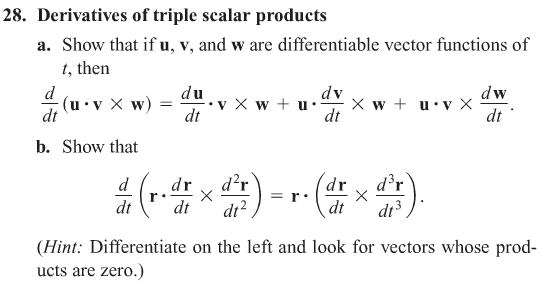 28. Derivatives of triple scalar products
a. Show that if u, v, and w are differentiable vector functions of
t, then
d/dt (u · v × w) = du/dt · v × w + u · dv/dt × w + u · v × dw/dt.
b. Show that
d/dt (r · dr/dt × d²r/dt²) = r · (dr/dt × d³r/dt³).
(Hint: Differentiate on the left and look for vectors whose prod-
ucts are zero.)